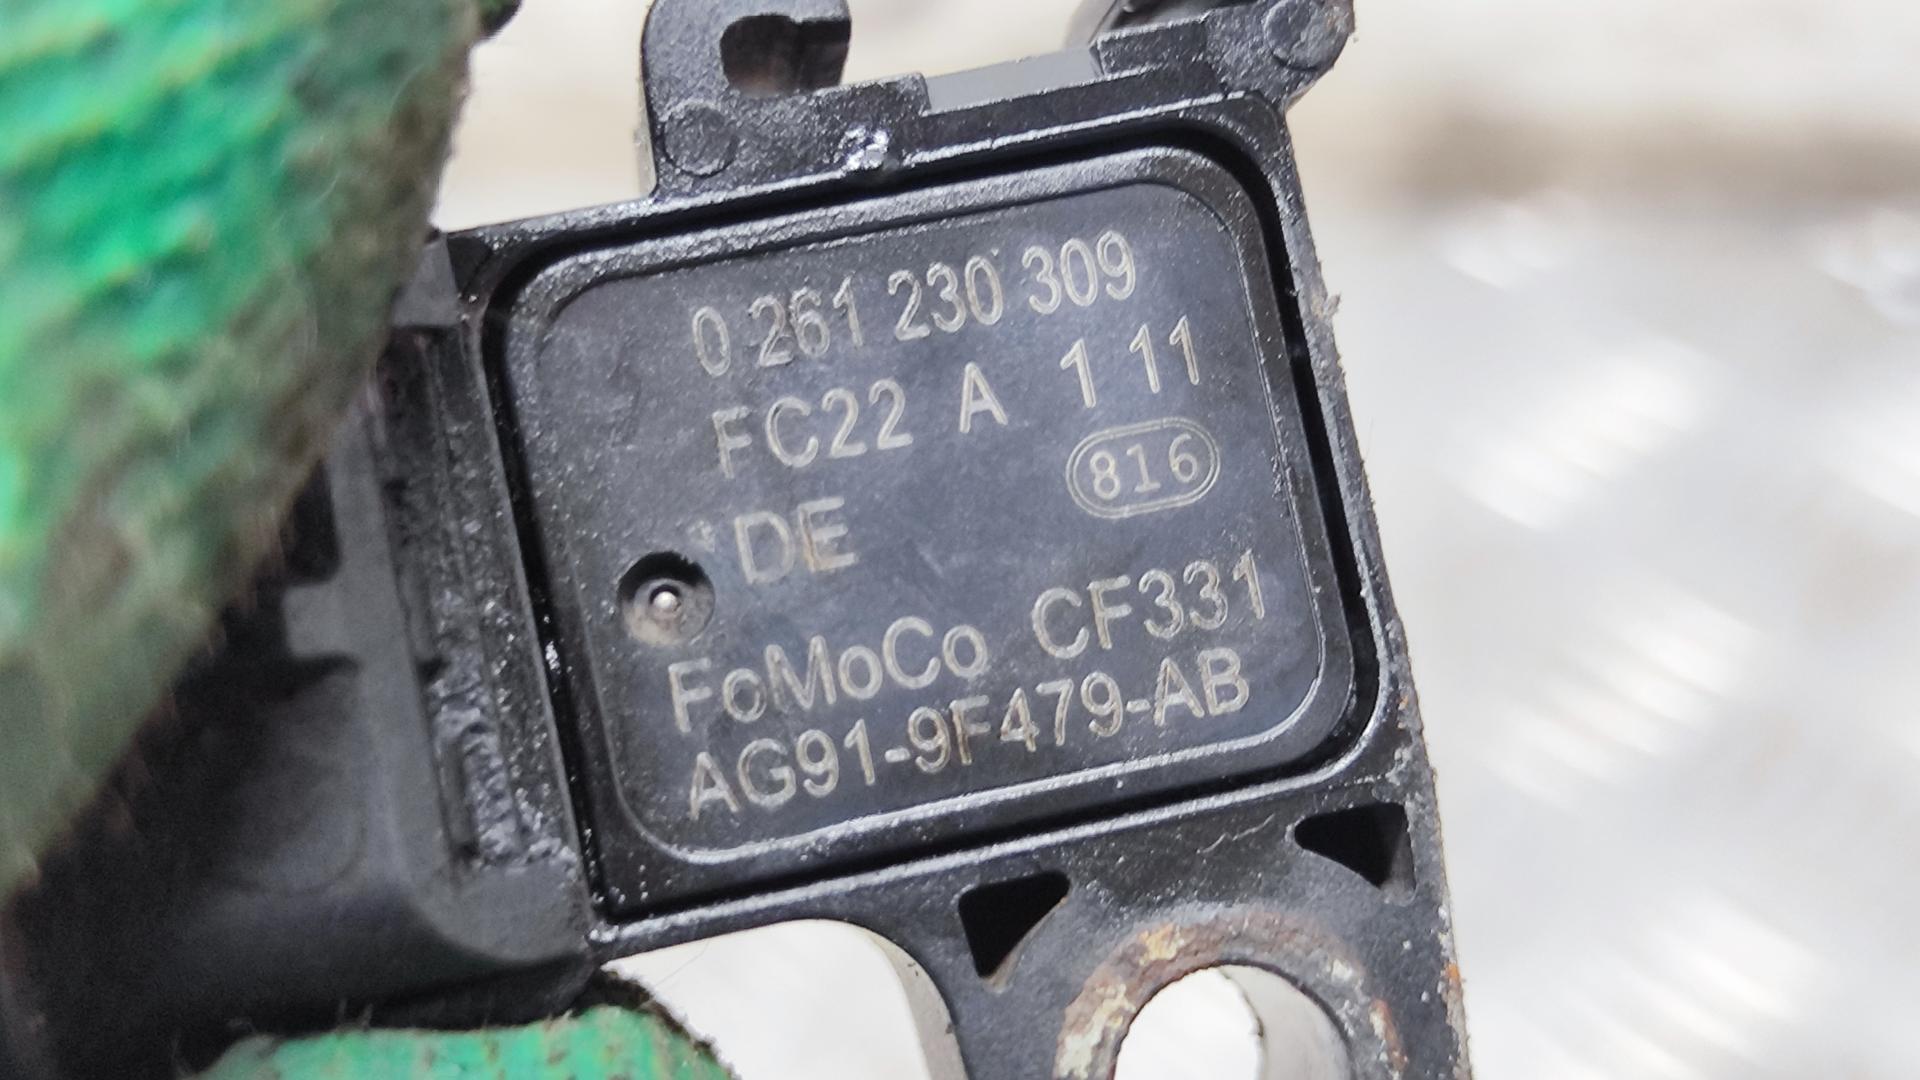 0 261 230 309
FC22 A 1 11
DE 816
FoMoCo CF331
AG91-9F479-AB